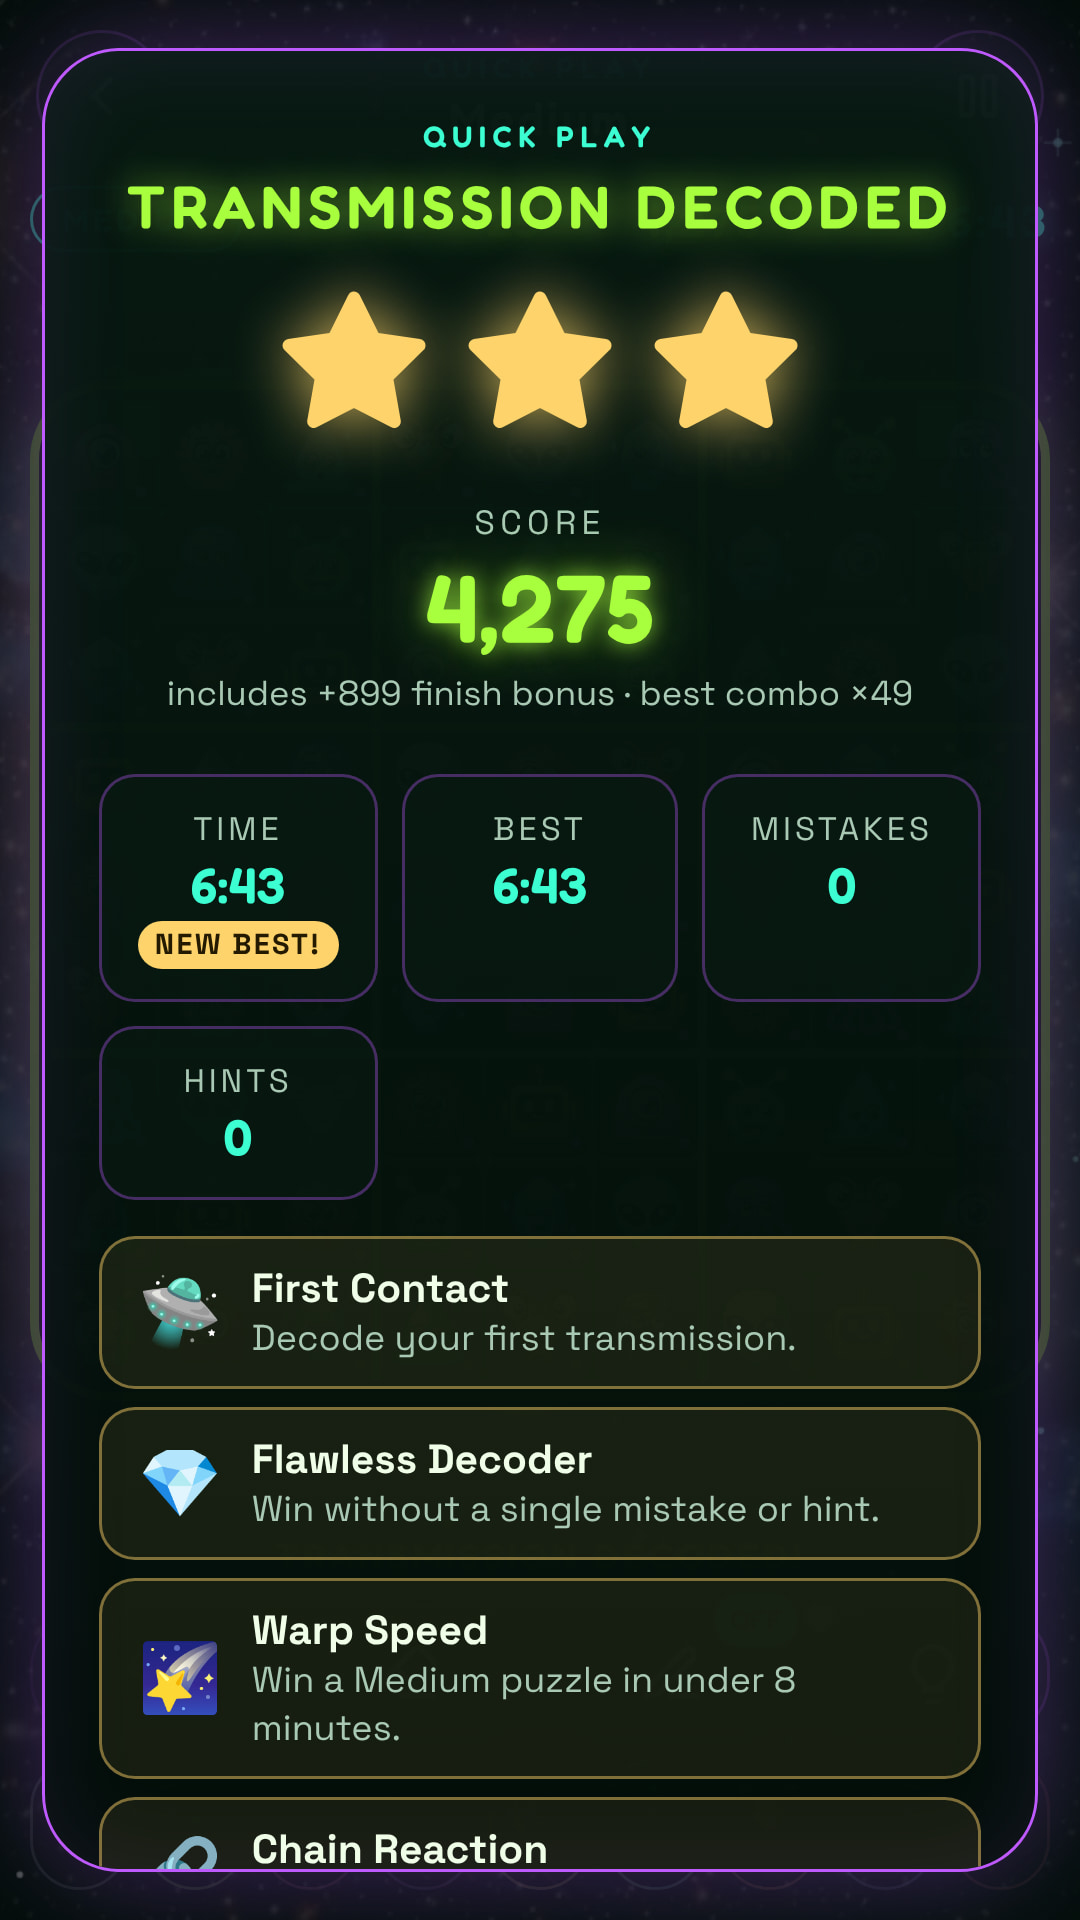 QUICK PLAY
TRANSMISSION DECODED
SCORE
4,275
includes +899 finish bonus · best combo ×49
TIME
6:43
NEW BEST!
BEST
6:43
MISTAKES
0
HINTS
0
First Contact
Decode your first transmission.
Flawless Decoder
Win without a single mistake or hint.
Warp Speed
Win a Medium puzzle in under 8
minutes.
Chain Reaction